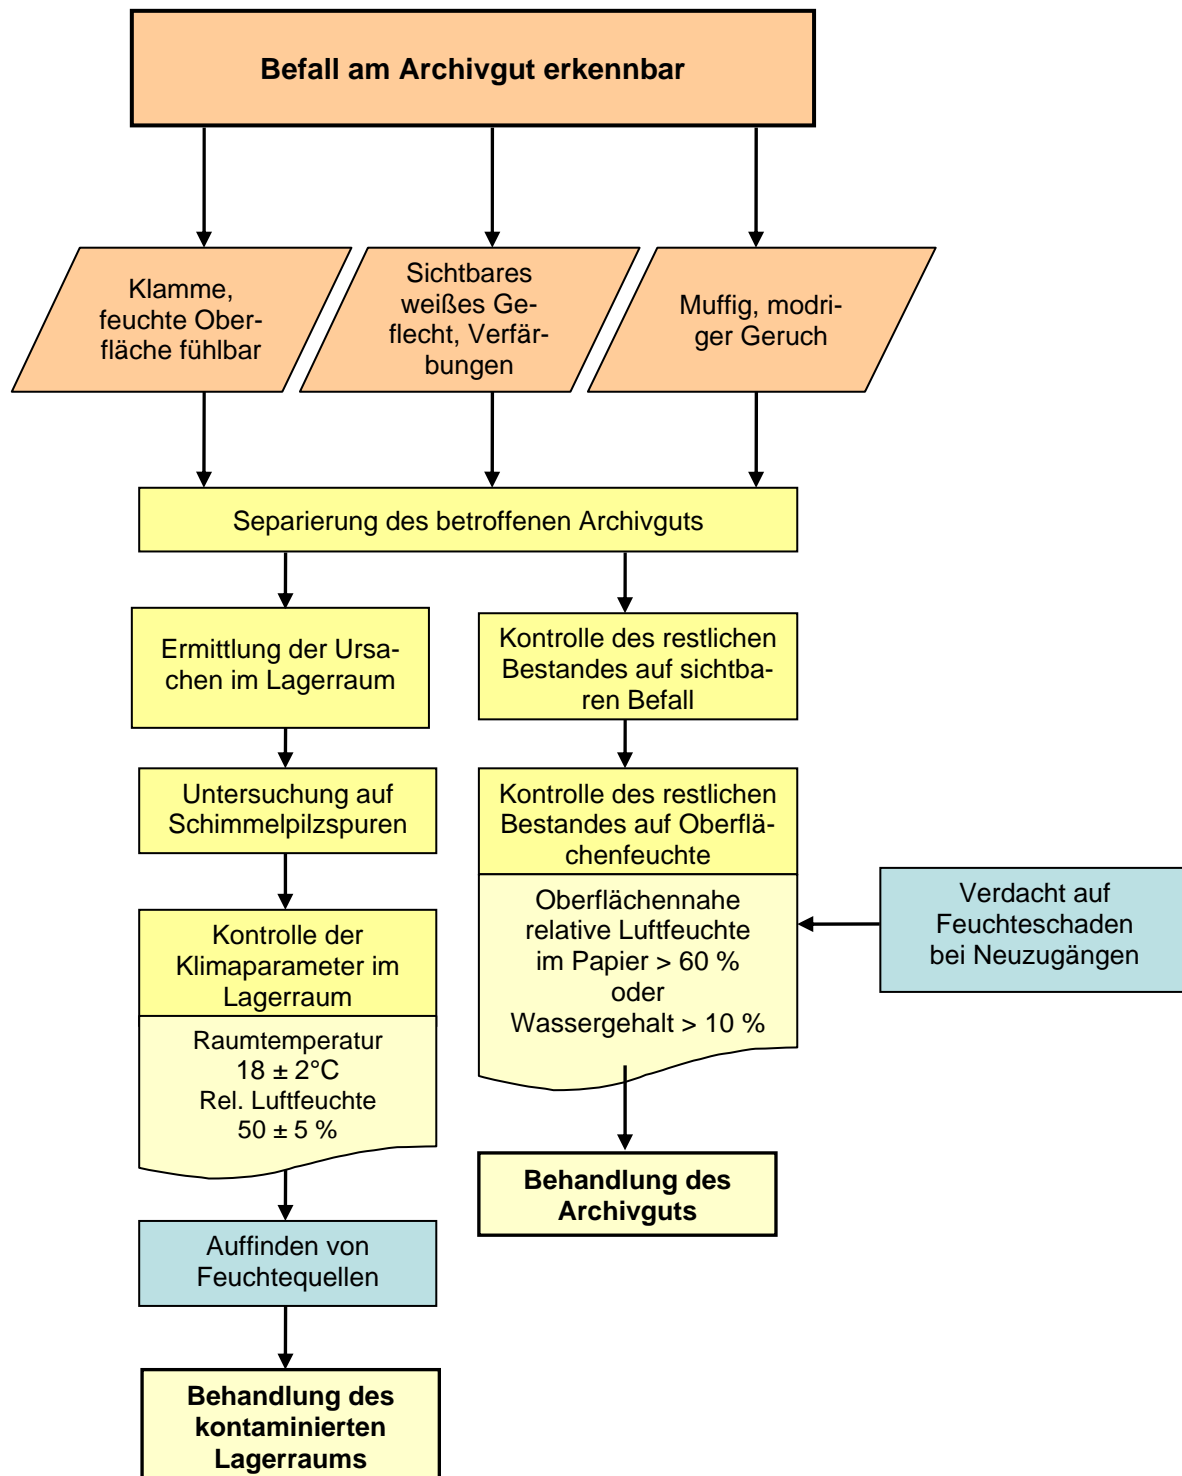 Befall am Archivgut erkennbar
Klamme,
feuchte Ober-
fläche fühlbar
Sichtbares
weißes Ge-
flecht, Verfär-
bungen
Muffig, modri-
ger Geruch
Separierung des betroffenen Archivguts
Ermittlung der Ursa-
chen im Lagerraum
Kontrolle des restlichen
Bestandes auf sichtba-
ren Befall
Untersuchung auf
Schimmelpilzspuren
Kontrolle des restlichen
Bestandes auf Oberflä-
chenfeuchte
Oberflächennahe
relative Luftfeuchte
im Papier > 60 %
oder
Wassergehalt > 10 %
Verdacht auf
Feuchteschaden
bei Neuzugängen
Kontrolle der
Klimaparameter im
Lagerraum
Raumtemperatur
18 ± 2°C
Rel. Luftfeuchte
50 ± 5 %
Behandlung des
Archivguts
Auffinden von
Feuchtequellen
Behandlung des
kontaminierten
Lagerraums